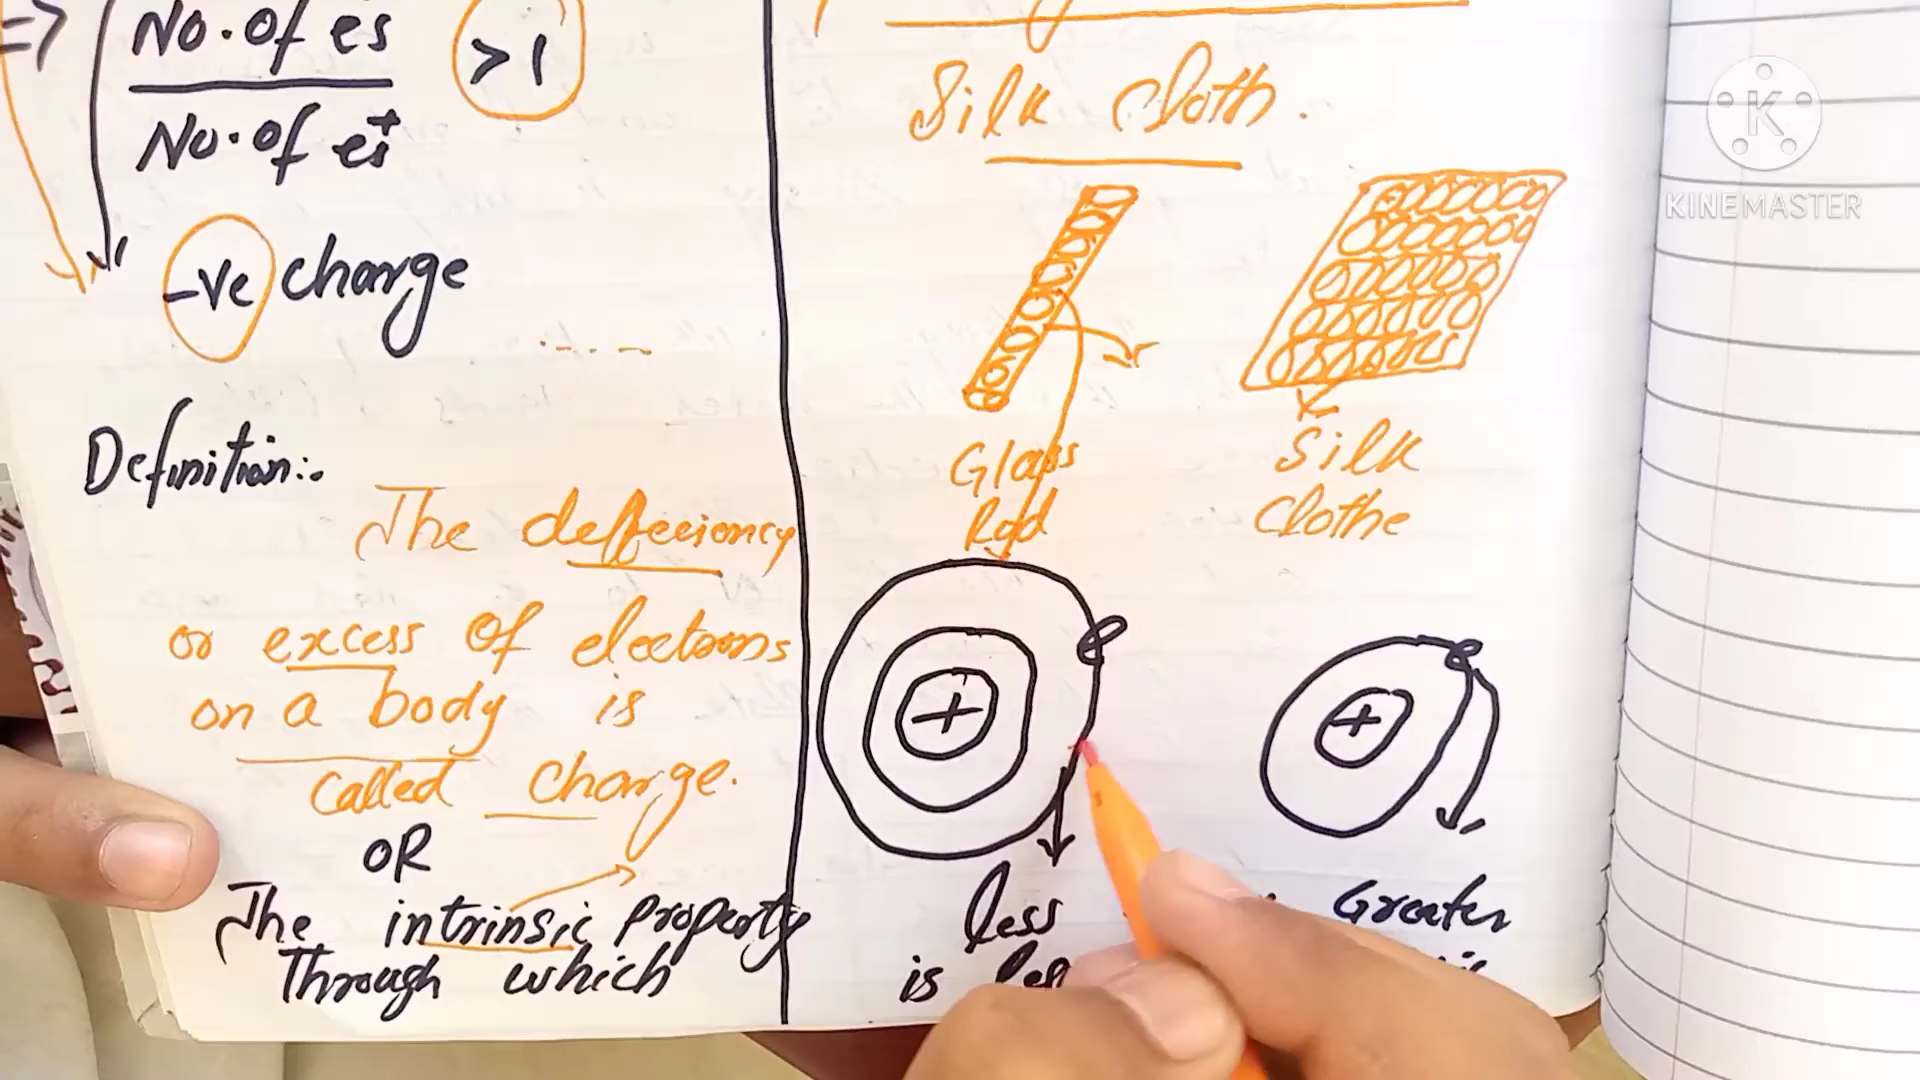 => No. of es >1
No. of e⁺s
-ve charge
Definition:-
The deffeciency
or excess of electrons
on a body is
called charge.
OR
The intrinsic property
Through which
Silk cloth.
Glass
Rod
Silk
Clothe
+
e
+
e
less
is les
Greater
K
KINEMASTER